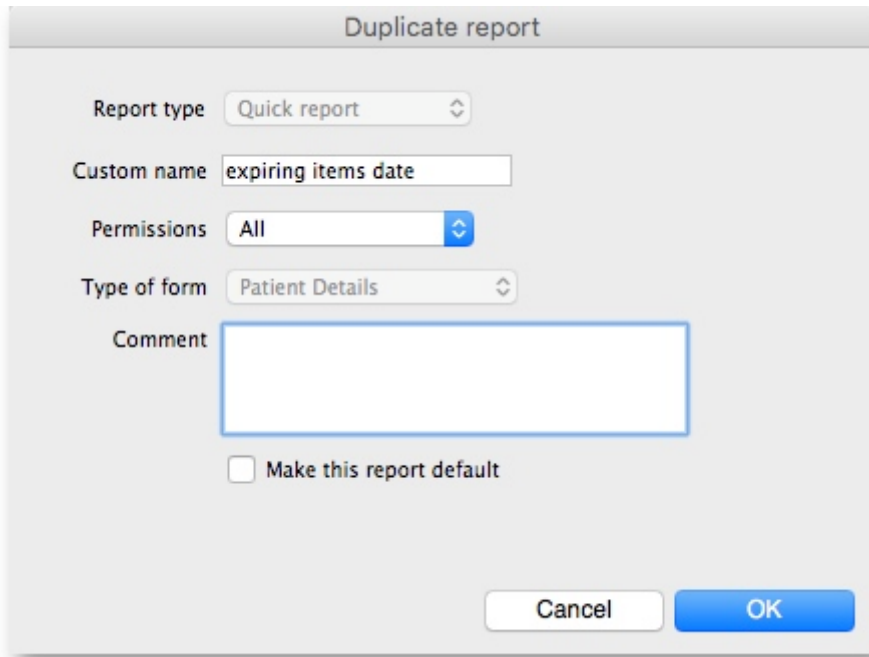 Duplicate report
Report type Quick report
Custom name expiring items date
Permissions All
Type of form Patient Details
Comment
Make this report default
Cancel OK